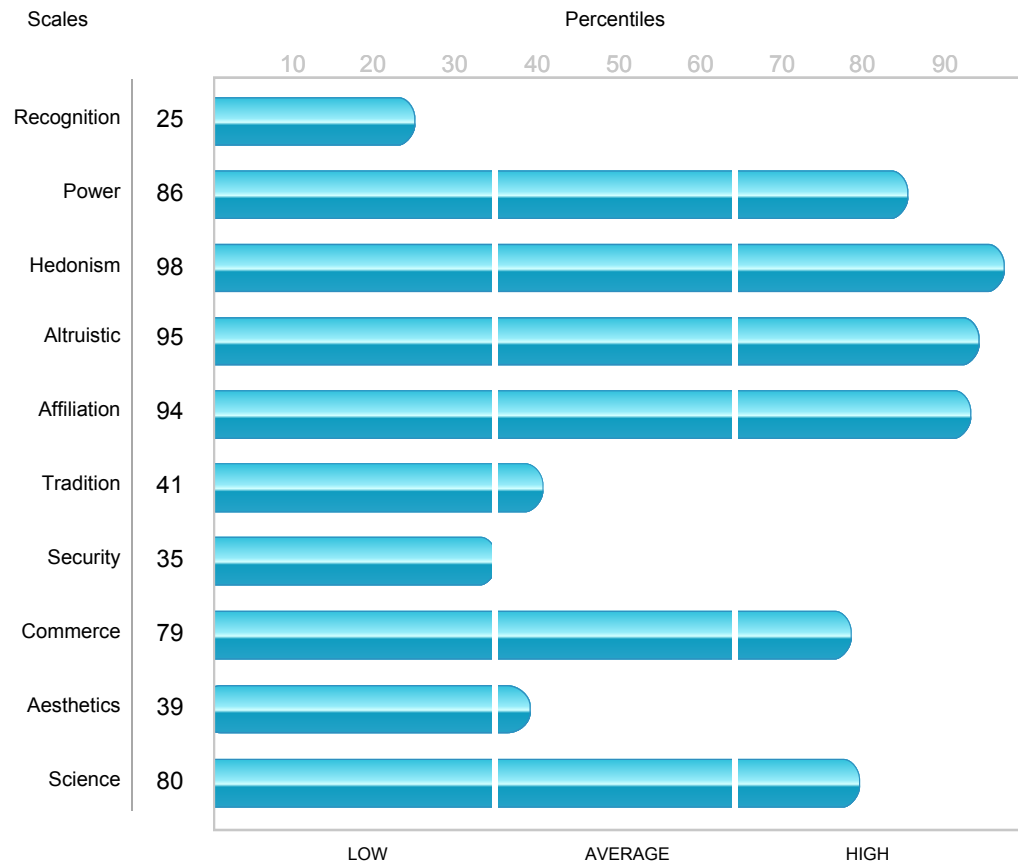 Scales Percentiles
10 20 30 40 50 60 70 80 90
Recognition 25
Power 86
Hedonism 98
Altruistic 95
Affiliation 94
Tradition 41
Security 35
Commerce 79
Aesthetics 39
Science 80
LOW AVERAGE HIGH